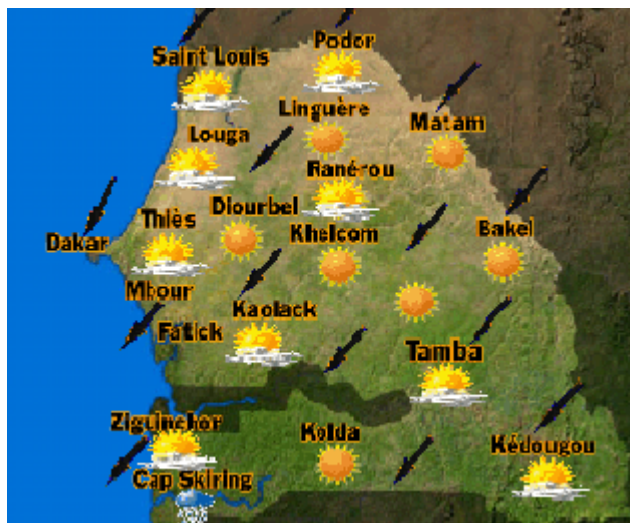 Podor
Saint Louis
Linguère
Matam
Louga
Ranérou
Diourbel
Thiès
Bakel
Khelcom
Dakar
Mbour
Kaolack
Fatick
Tamba
Ziguinchor
Kolda
Kédougou
Cap Skiring